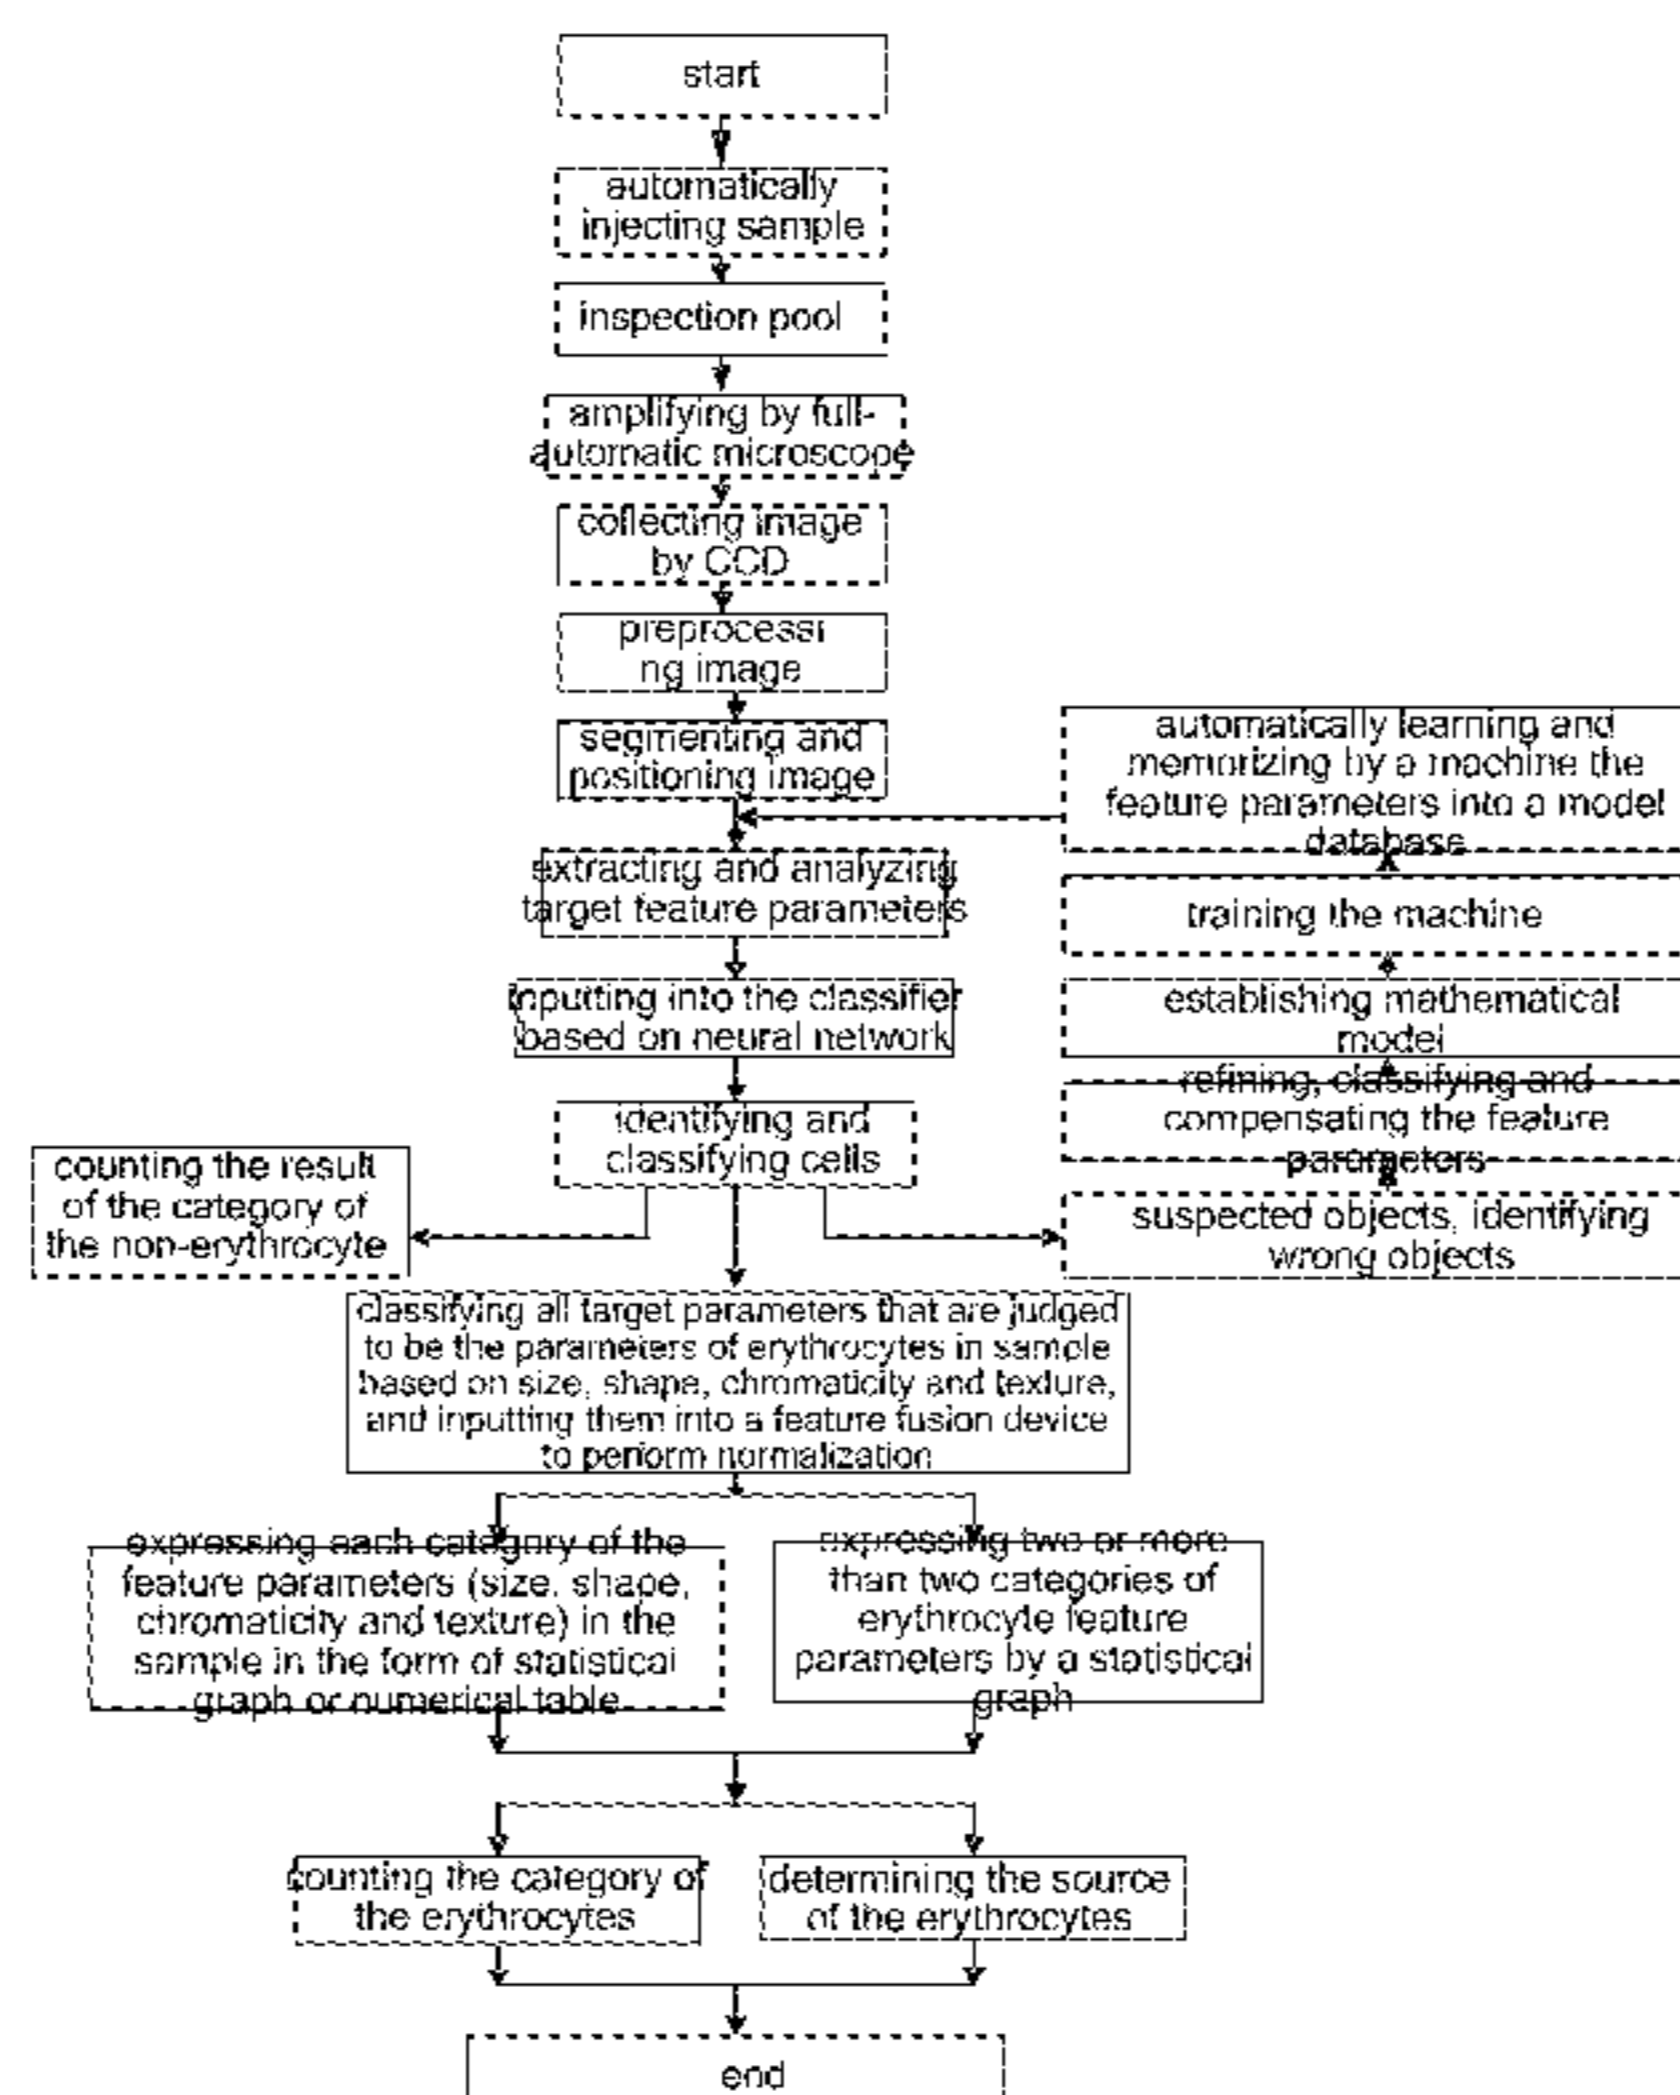 start
automatically
injecting sample
inspection pool
amplifying by full-
automatic microscope
collecting image
by CCD
preprocessi
ng image
segmenting and
positioning image
extracting and analyzing
target feature parameters
inputting into the classifier
based on neural network
identifying and
classifying cells
automatically learning and
memorizing by a machine the
feature parameters into a model
database
training the machine
establishing mathematical
model
refining, classifying and
compensating the feature
parameters
suspected objects, identifying
wrong objects
counting the result
of the category of
the non-erythrocyte
classifying all target parameters that are judged
to be the parameters of erythrocytes in sample
based on size, shape, chromaticity and texture,
and inputting them into a feature fusion device
to perform normalization
expressing each category of the
feature parameters (size, shape,
chromaticity and texture) in the
sample in the form of statistical
graph or numerical table
expressing two or more
than two categories of
erythrocyte feature
parameters by a statistical
graph
counting the category of
the erythrocytes
determining the source
of the erythrocytes
end